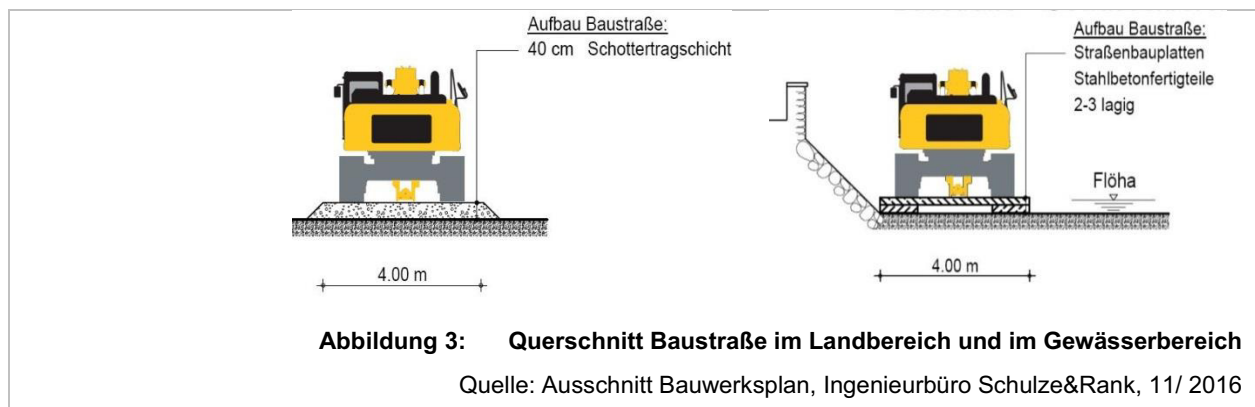 Aufbau Baustraße:
40 cm Schottertragschicht
4.00 m
Aufbau Baustraße:
Straßenbauplatten
Stahlbetonfertigteile
2-3 lagig
Flöha
4.00 m
Abbildung 3: Querschnitt Baustraße im Landbereich und im Gewässerbereich
Quelle: Ausschnitt Bauwerksplan, Ingenieurbüro Schulze&Rank, 11/ 2016